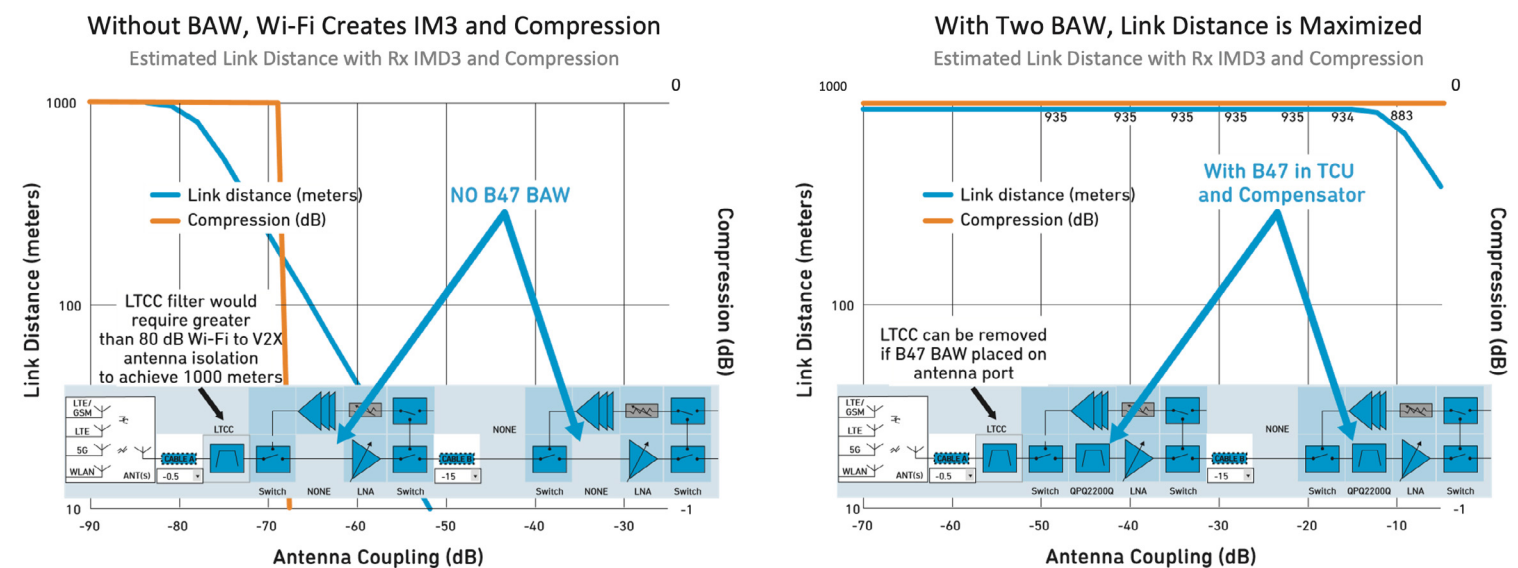 Without BAW, Wi-Fi Creates IM3 and Compression
Estimated Link Distance with Rx IMD3 and Compression
0
1000
Link distance (meters)
Compression (dB)
NO B47 BAW
Link Distance (meters)
Compression (dB)
100
LTCC filter would
require greater
than 80 dB Wi-Fi to V2X
antenna isolation
to achieve 1000 meters
LTE/
GSM
LTE
5G
WLAN
ANT(s)
CABLE A
-0.5
LTCC
Switch
NONE
LNA
Switch
CABLE B
-15
NONE
Switch
NONE
LNA
Switch
10
-1
-90
-80
-70
-60
-50
-40
-30
Antenna Coupling (dB)
With Two BAW, Link Distance is Maximized
Estimated Link Distance with Rx IMD3 and Compression
0
1000
935
935
935
935
935
934
883
Link distance (meters)
Compression (dB)
With B47 in TCU
and Compensator
Link Distance (meters)
Compression (dB)
100
LTCC can be removed
if B47 BAW placed on
antenna port
LTE/
GSM
LTE
5G
WLAN
ANT(s)
CABLE A
-0.5
LTCC
Switch
QPQ2200Q
LNA
Switch
CABLE B
-15
NONE
Switch
QPQ2200Q
LNA
Switch
10
-1
-70
-60
-50
-40
-30
-20
-10
Antenna Coupling (dB)